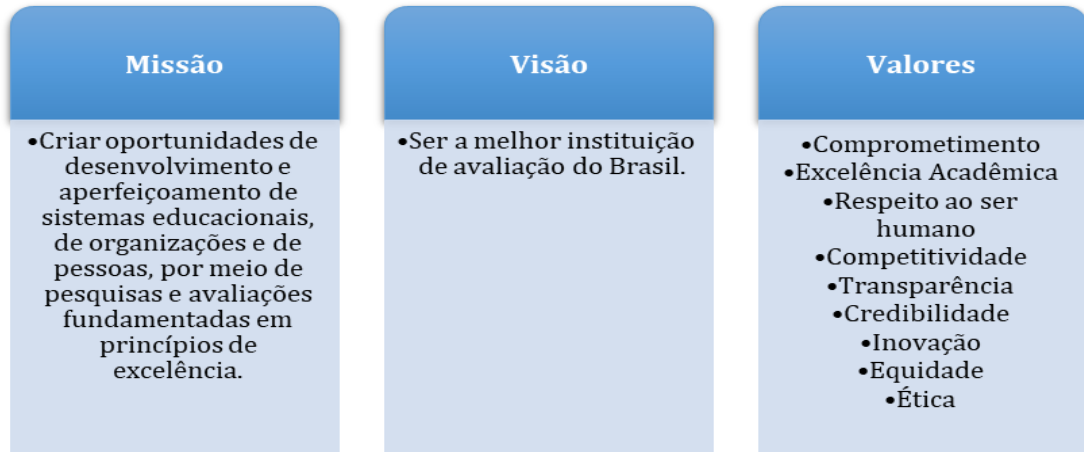 Missão
•Criar oportunidades de
desenvolvimento e
aperfeiçoamento de
sistemas educacionais,
de organizações e de
pessoas, por meio de
pesquisas e avaliações
fundamentadas em
princípios de
excelência.
Visão
•Ser a melhor instituição
de avaliação do Brasil.
Valores
•Comprometimento
•Excelência Acadêmica
•Respeito ao ser
humano
•Competitividade
•Transparência
•Credibilidade
•Inovação
•Equidade
•Ética